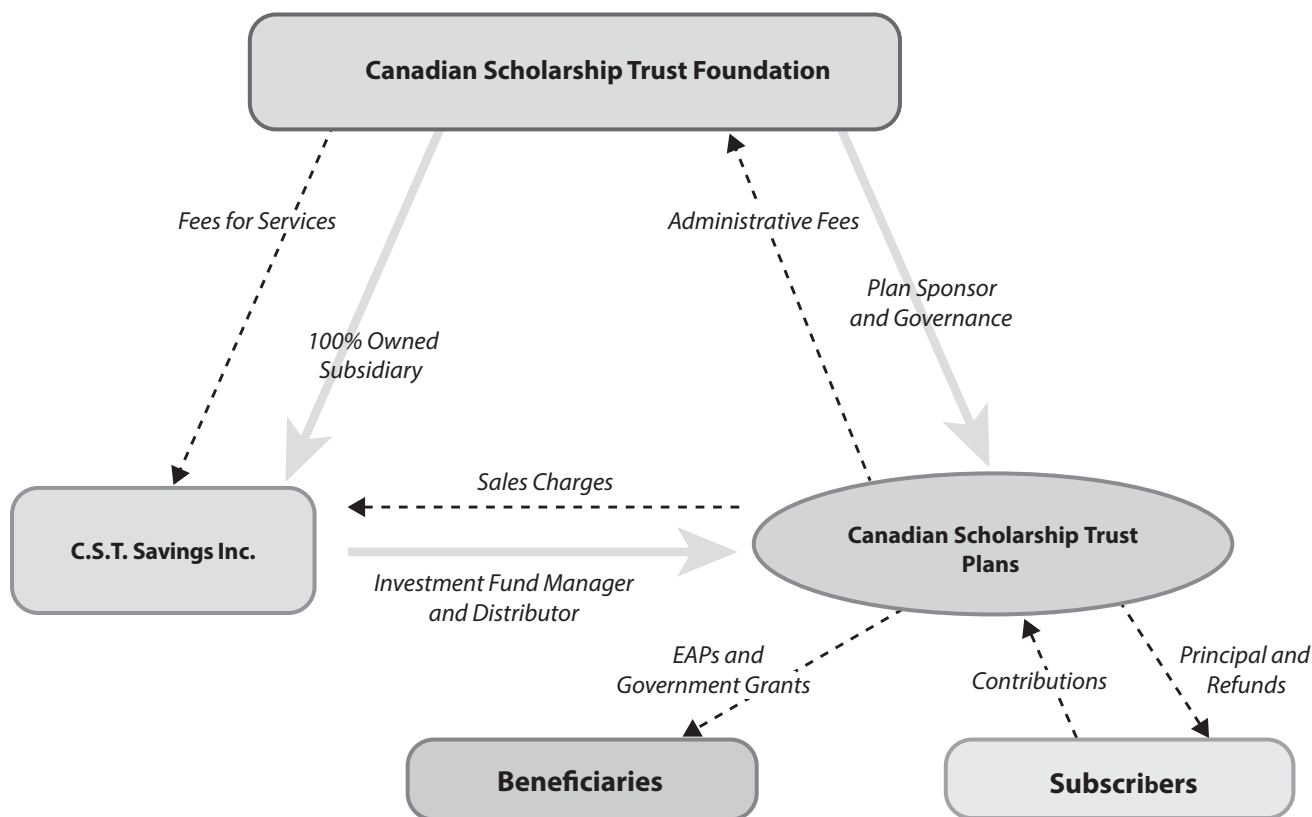 Canadian Scholarship Trust Foundation
Fees for Services
Administrative Fees
Plan Sponsor
and Governance
100% Owned
Subsidiary
Sales Charges
C.S.T. Savings Inc.
Canadian Scholarship Trust
Plans
Investment Fund Manager
and Distributor
EAPs and
Government Grants
Contributions
Principal and
Refunds
Beneficiaries
Subscribers